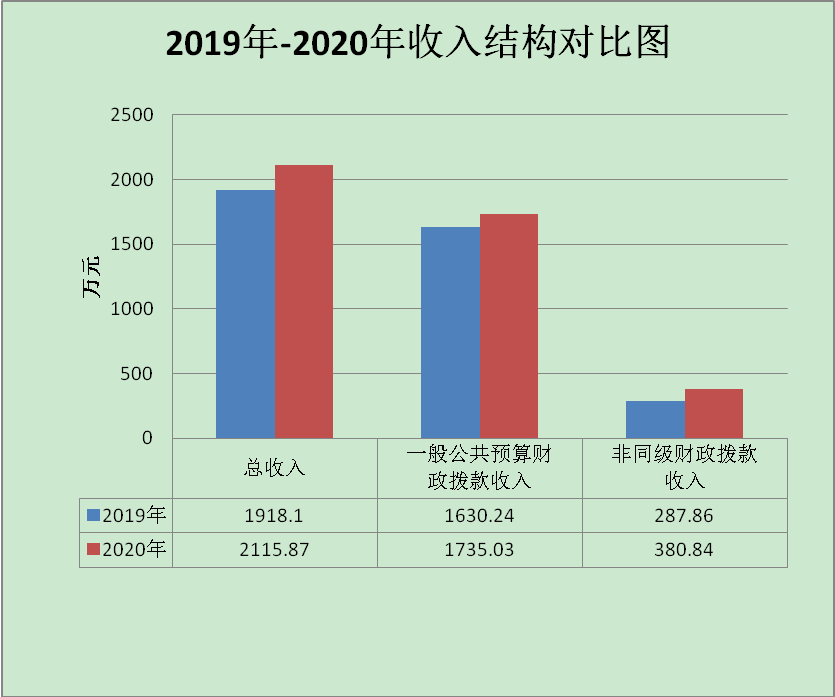 2019年-2020年收入结构对比图
2500
2000
1500
1000
500
0
万元
总收入
一般公共预算财
政拨款收入
非同级财政拨款
收入
2019年 1918.1 1630.24 287.86
2020年 2115.87 1735.03 380.84